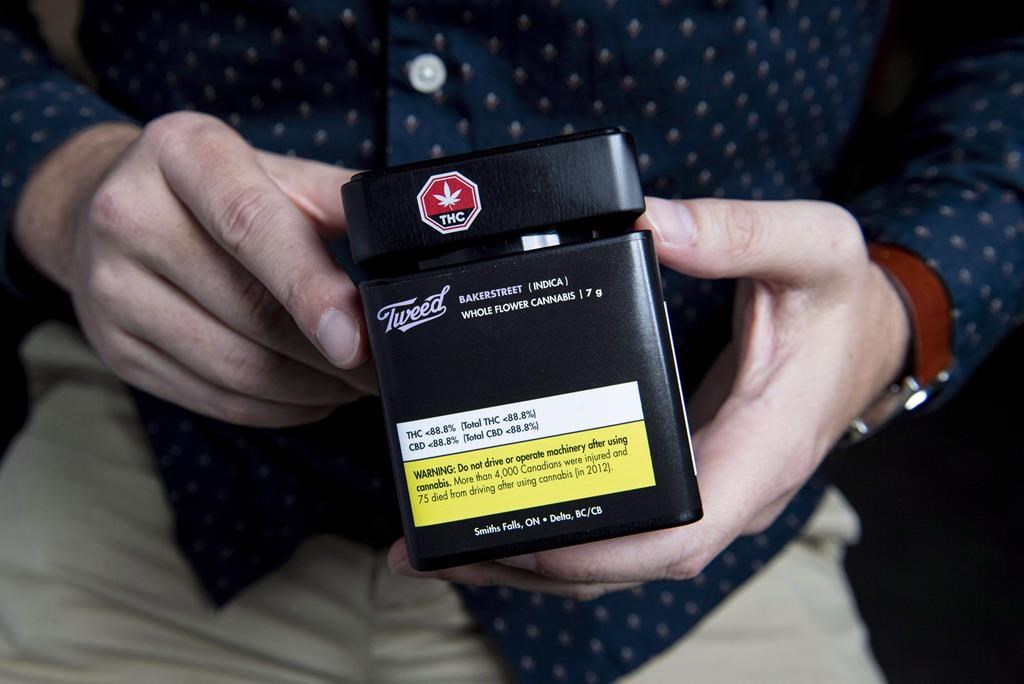 THC
Tweed BAKERSTREET (INDICA)
WHOLE FLOWER CANNABIS | 7 g
THC <88.8% (Total THC <88.8%)
CBD <88.8% (Total CBD <88.8%)
WARNING: Do not drive or operate machinery after using
cannabis. More than 4,000 Canadians were injured and
75 died from driving after using cannabis (in 2012).
Smiths Falls, ON • Delta, BC/CB